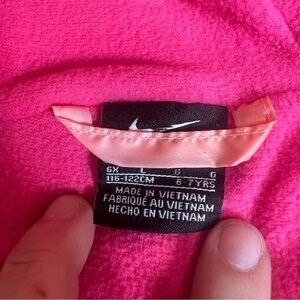 6X L G G
116-122CM 6-7YRS
MADE IN VIETNAM
FABRIQUÉ AU VIETNAM
HECHO EN VIETNAM